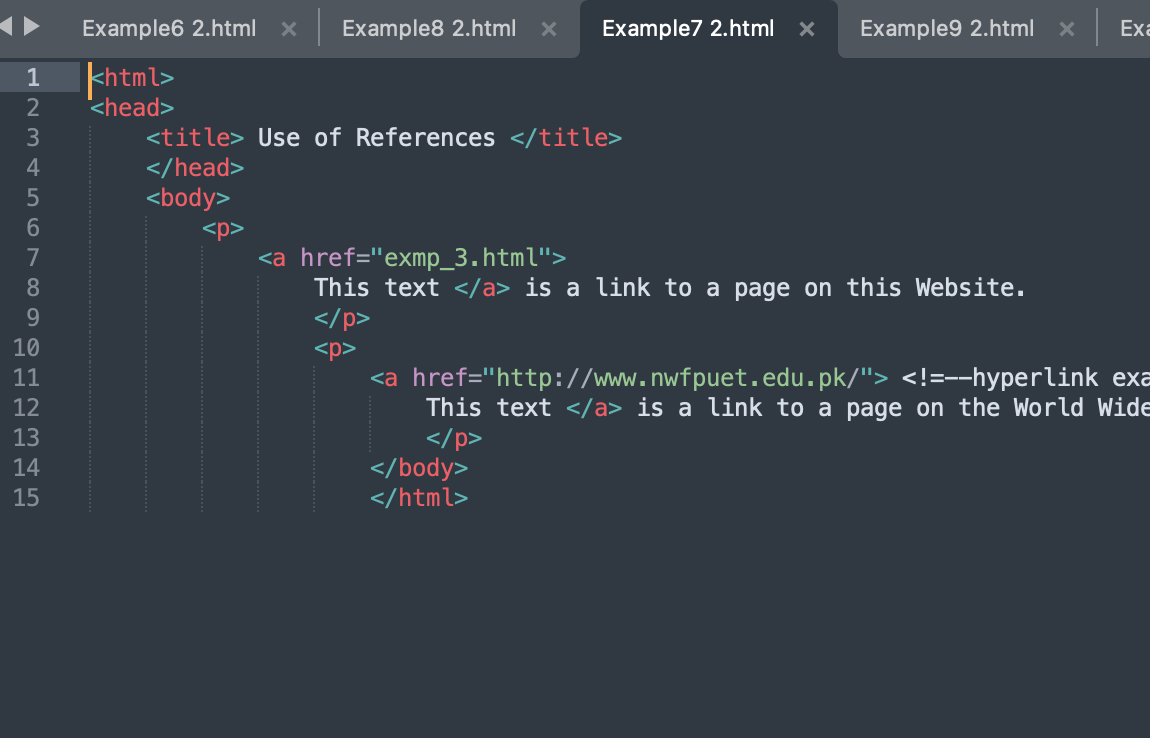 Example6 2.html × Example8 2.html × Example7 2.html × Example9 2.html ×
1 <html>
2 <head>
3 <title> Use of References </title>
4 </head>
5 <body>
6 <p>
7 <a href="exmp_3.html">
8 This text </a> is a link to a page on this Website.
9 </p>
10 <p>
11 <a href="http://www.nwfpuet.edu.pk/"> <!=--hyperlink exa
12 This text </a> is a link to a page on the World Wide
13 </p>
14 </body>
15 </html>